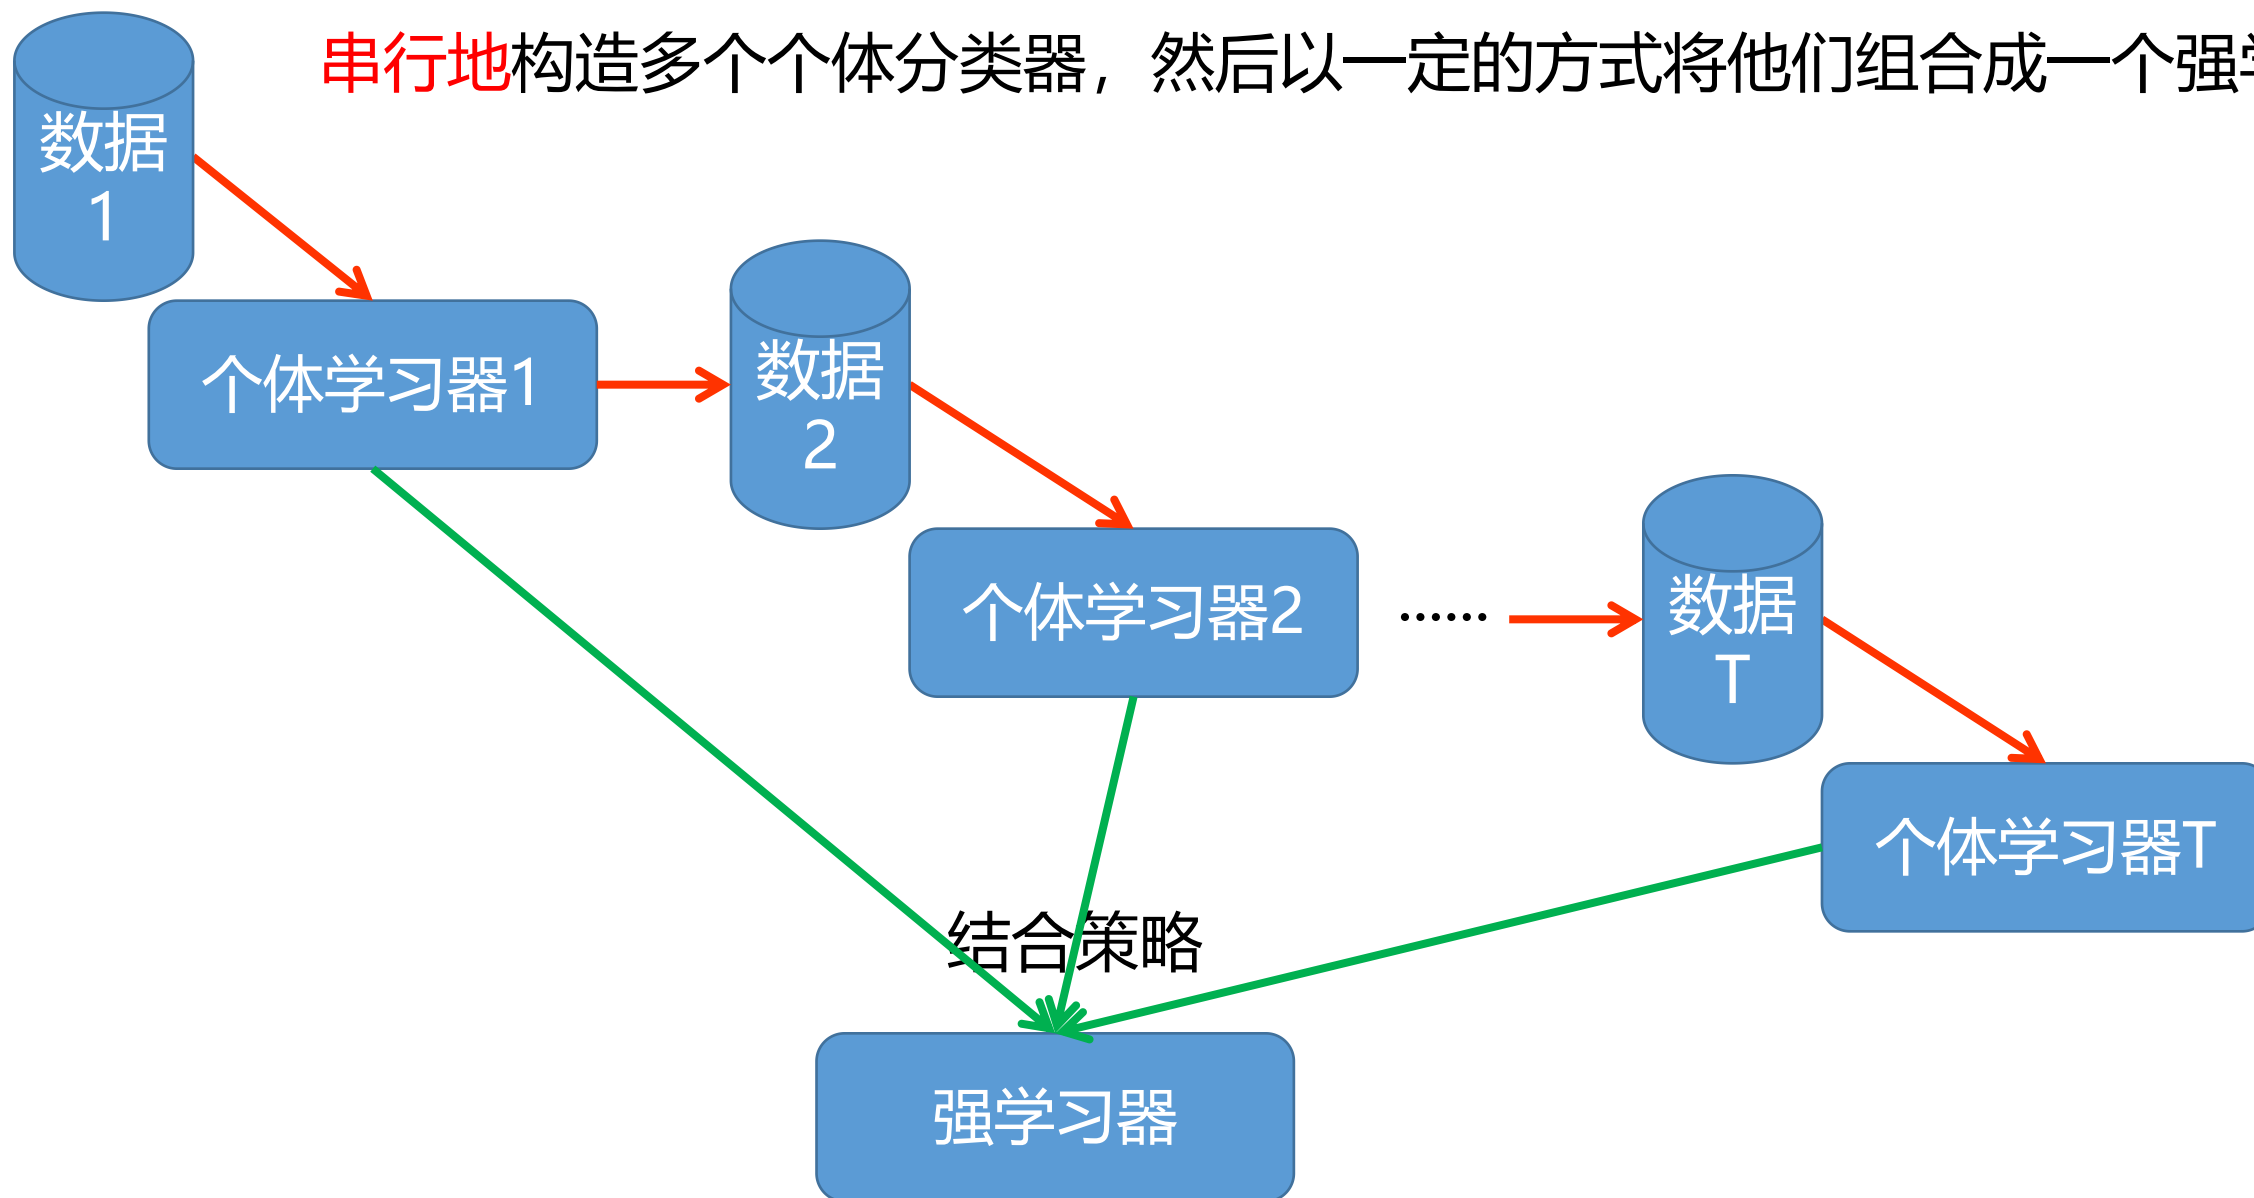 串行地构造多个个体分类器，然后以一定的方式将他们组合成一个强
数据
1
个体学习器1
数据
2
个体学习器2
......
数据
T
个体学习器T
结合策略
强学习器